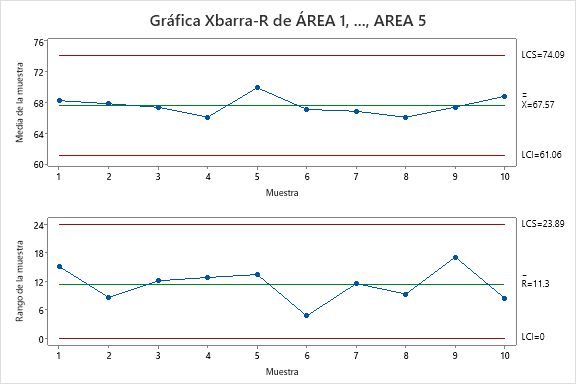 Gráfica Xbarra-R de ÁREA 1, ..., AREA 5
Media de la muestra
76
72
68
64
60
LCS=74.09
X=67.57
LCI=61.06
1 2 3 4 5 6 7 8 9 10
Muestra
Rango de la muestra
24
18
12
6
0
LCS=23.89
R=11.3
LCI=0
1 2 3 4 5 6 7 8 9 10
Muestra